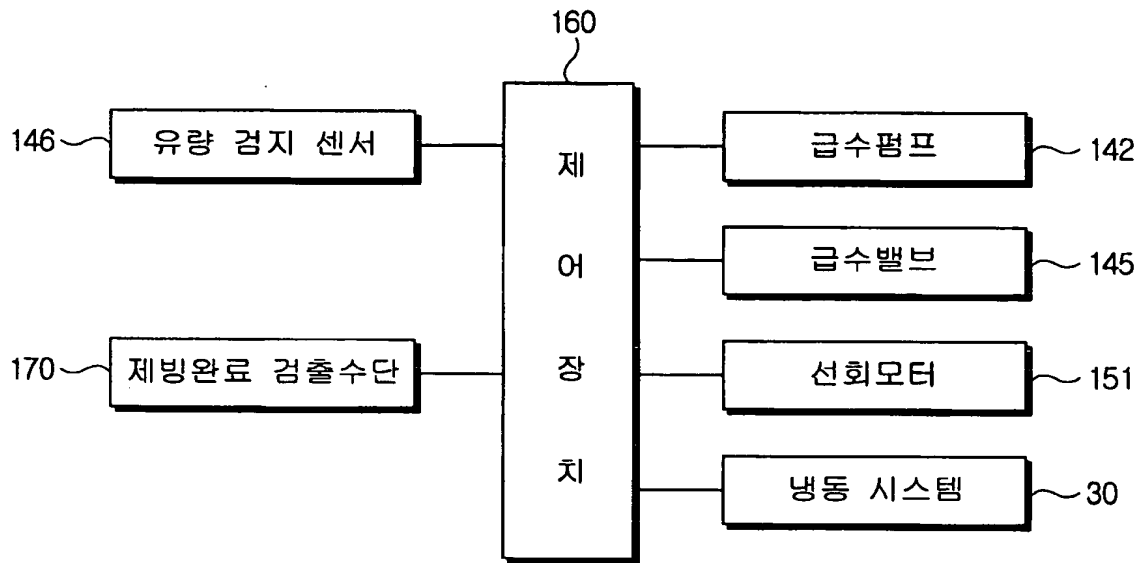 160
146
유량 검지 센서
170
제빙완료 검출수단
제
어
장
치
급수펌프
142
급수밸브
145
선회모터
151
냉동 시스템
30